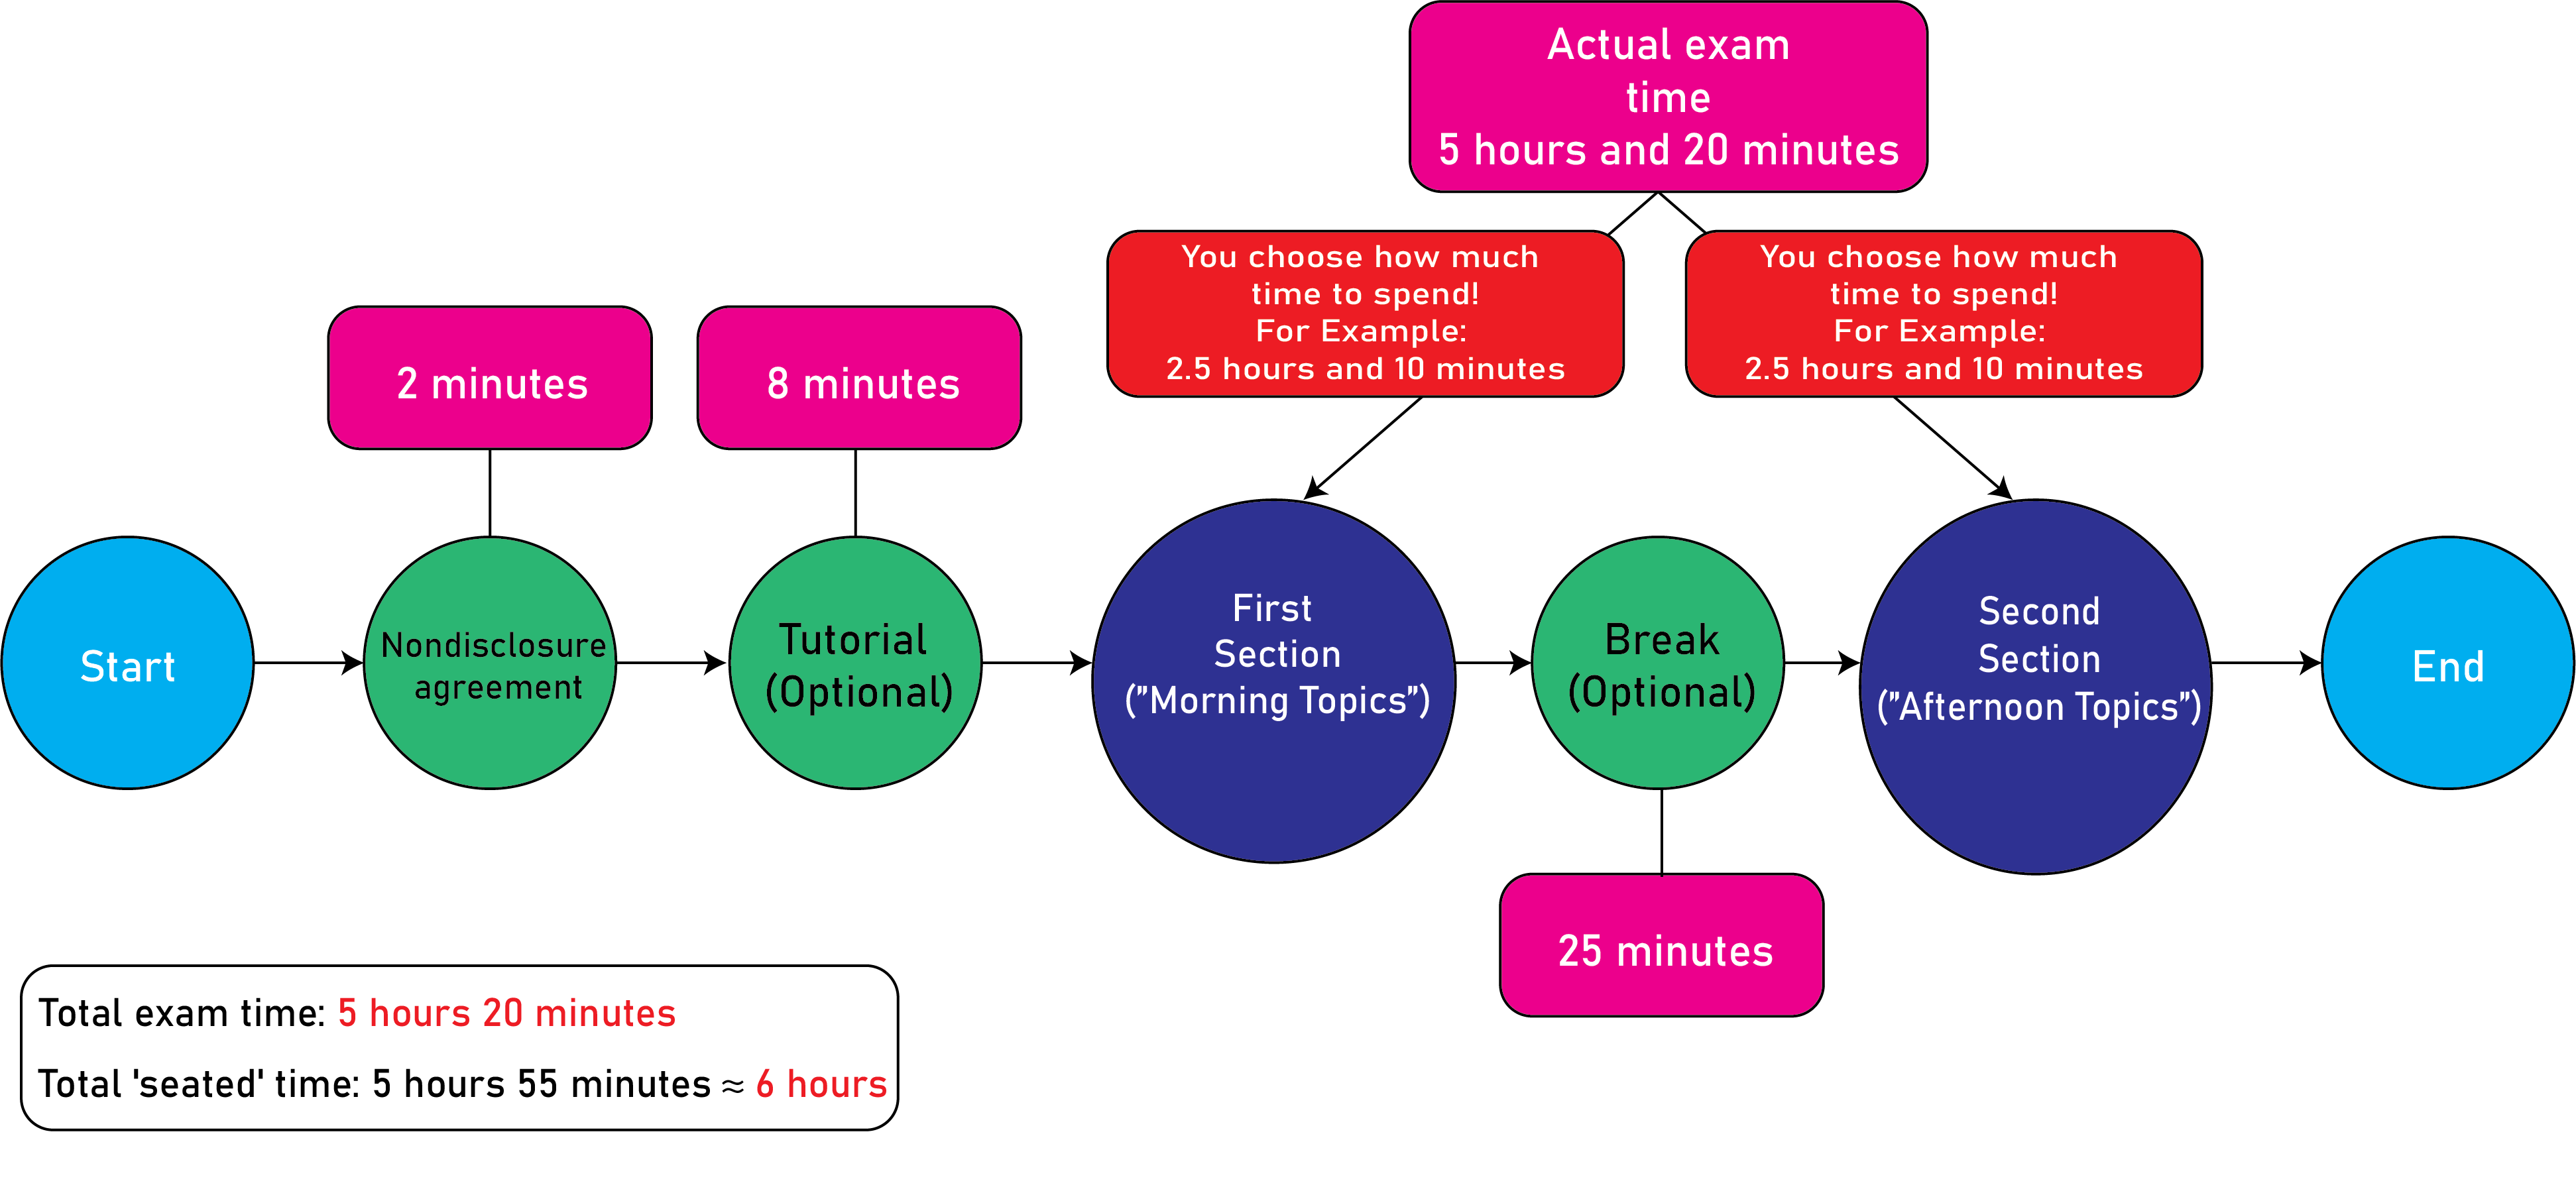 Actual exam
time
5 hours and 20 minutes
You choose how much
time to spend!
For Example:
2.5 hours and 10 minutes
You choose how much
time to spend!
For Example:
2.5 hours and 10 minutes
2 minutes
8 minutes
Start
Nondisclosure
agreement
Tutorial
(Optional)
First
Section
("Morning Topics")
Break
(Optional)
Second
Section
("Afternoon Topics")
End
25 minutes
Total exam time: 5 hours 20 minutes
Total 'seated' time: 5 hours 55 minutes ≈ 6 hours